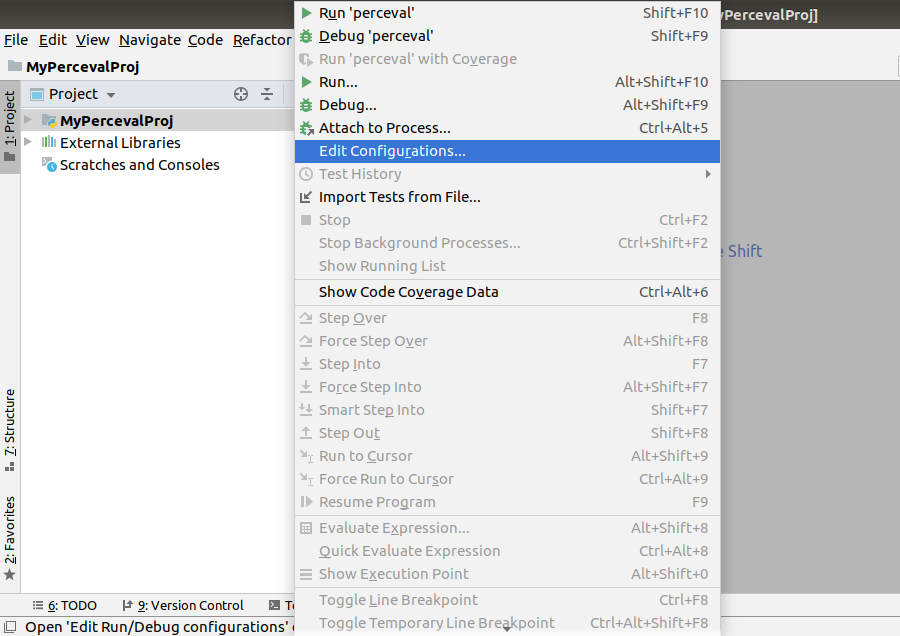 MyPercevalProj]
File Edit View Navigate Code Refactor
MyPercevalProj
Project
MyPercevalProj
External Libraries
Scratches and Consoles
1: Project
7: Structure
2: Favorites
Run 'perceval' Shift+F10
Debug 'perceval' Shift+F9
Run 'perceval' with Coverage
Run... Alt+Shift+F10
Debug... Alt+Shift+F9
Attach to Process... Ctrl+Alt+5
Edit Configurations...
Test History
Import Tests from File...
Stop Ctrl+F2
Stop Background Processes... Ctrl+Shift+F2
Show Running List
Show Code Coverage Data Ctrl+Alt+6
Step Over F8
Force Step Over Alt+Shift+F8
Step Into F7
Force Step Into Alt+Shift+F7
Smart Step Into Shift+F7
Step Out Shift+F8
Run to Cursor Alt+Shift+9
Force Run to Cursor Ctrl+Alt+9
Resume Program F9
Evaluate Expression... Alt+Shift+8
Quick Evaluate Expression Ctrl+Alt+8
Show Execution Point Alt+Shift+0
Toggle Line Breakpoint Ctrl+F8
Toggle Temporary Line Breakpoint Ctrl+Alt+Shift+F8
Shift
6: TODO 9: Version Control
Open 'Edit Run/Debug configurations'